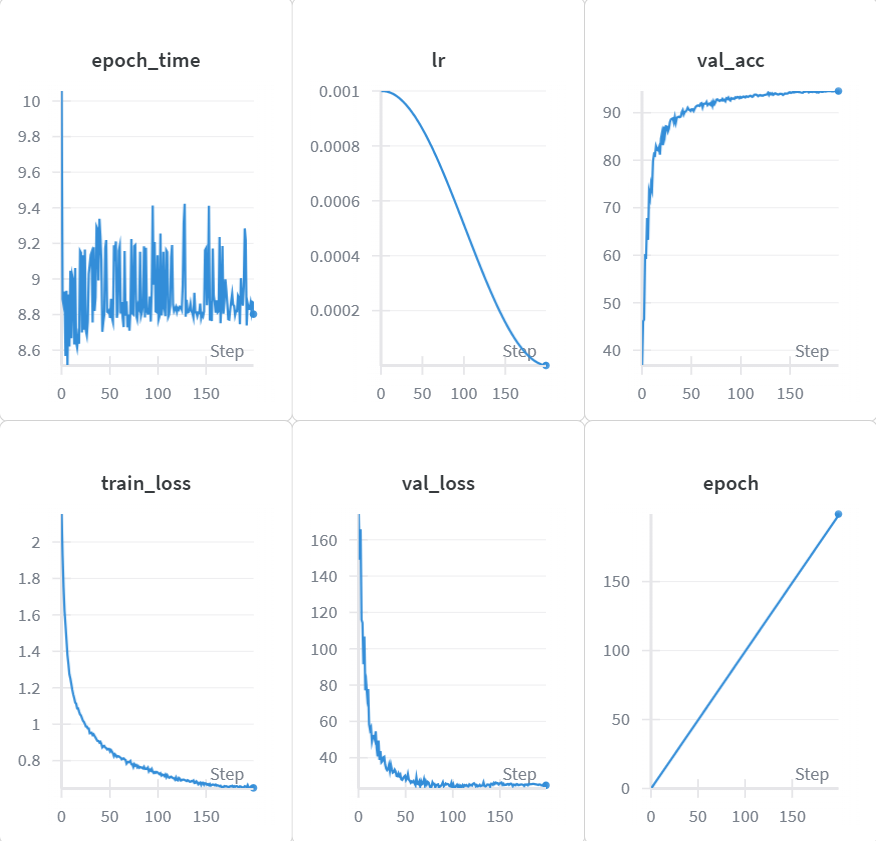 epoch_time
10
9.8
9.6
9.4
9.2
9
8.8
8.6
Step
0 50 100 150
lr
0.001
0.0008
0.0006
0.0004
0.0002
Step
0 50 100 150
val_acc
90
80
70
60
50
40
Step
0 50 100 150
train_loss
2
1.8
1.6
1.4
1.2
1
0.8
Step
0 50 100 150
val_loss
160
140
120
100
80
60
40
Step
0 50 100 150
epoch
150
100
50
0
Step
0 50 100 150